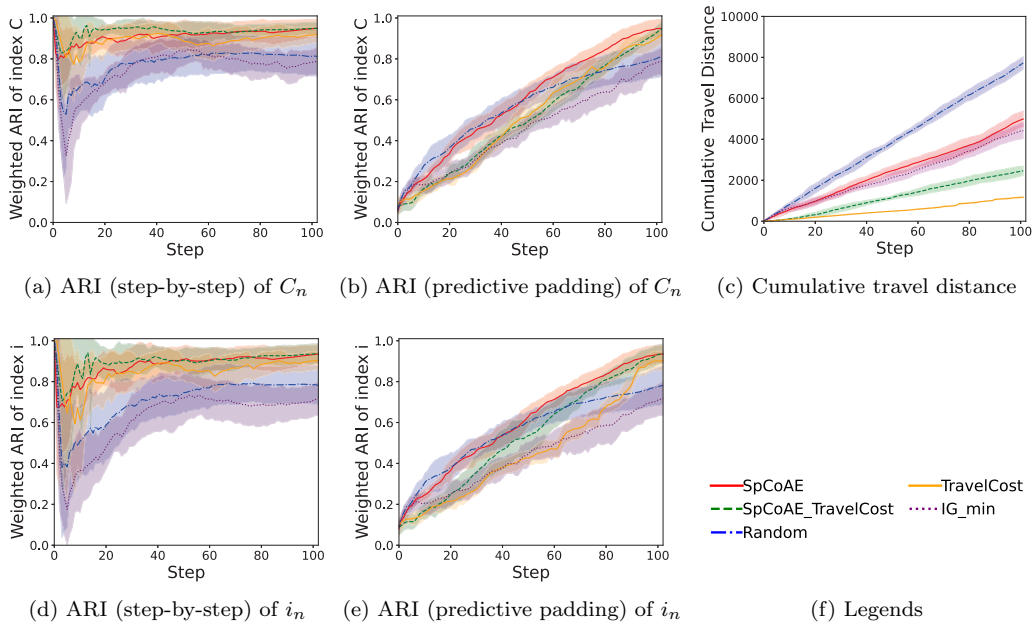 Weighted ARI of index C
1.0
0.8
0.6
0.4
0.2
0.0
0 20 40 60 80 100
Step
(a) ARI (step-by-step) of Cₙ
Weighted ARI of index C
1.0
0.8
0.6
0.4
0.2
0.0
0 20 40 60 80 100
Step
(b) ARI (predictive padding) of Cₙ
Cumulative Travel Distance
10000
8000
6000
4000
2000
0
0 20 40 60 80 100
Step
(c) Cumulative travel distance
Weighted ARI of index i
1.0
0.8
0.6
0.4
0.2
0.0
0 20 40 60 80 100
Step
(d) ARI (step-by-step) of iₙ
Weighted ARI of index i
1.0
0.8
0.6
0.4
0.2
0.0
0 20 40 60 80 100
Step
(e) ARI (predictive padding) of iₙ
SpCoAE
SpCoAE_TravelCost
Random
TravelCost
IG_min
(f) Legends